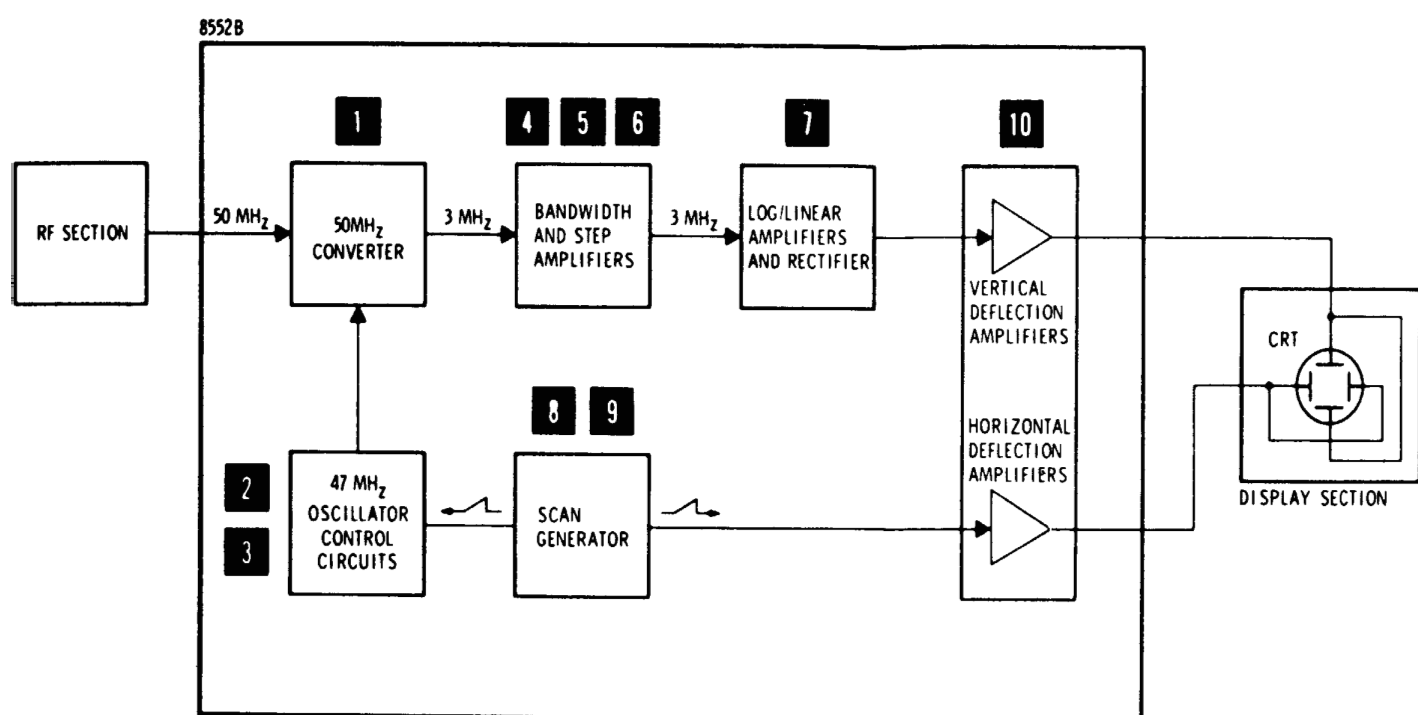 8552B
1
4 5 6
7
10
RF SECTION
50 MHz
50MHz
CONVERTER
3 MHz
BANDWIDTH
AND STEP
AMPLIFIERS
3 MHz
LOG/LINEAR
AMPLIFIERS
AND RECTIFIER
VERTICAL
DEFLECTION
AMPLIFIERS
CRT
DISPLAY SECTION
8 9
2
3
47 MHz
OSCILLATOR
CONTROL
CIRCUITS
SCAN
GENERATOR
HORIZONTAL
DEFLECTION
AMPLIFIERS